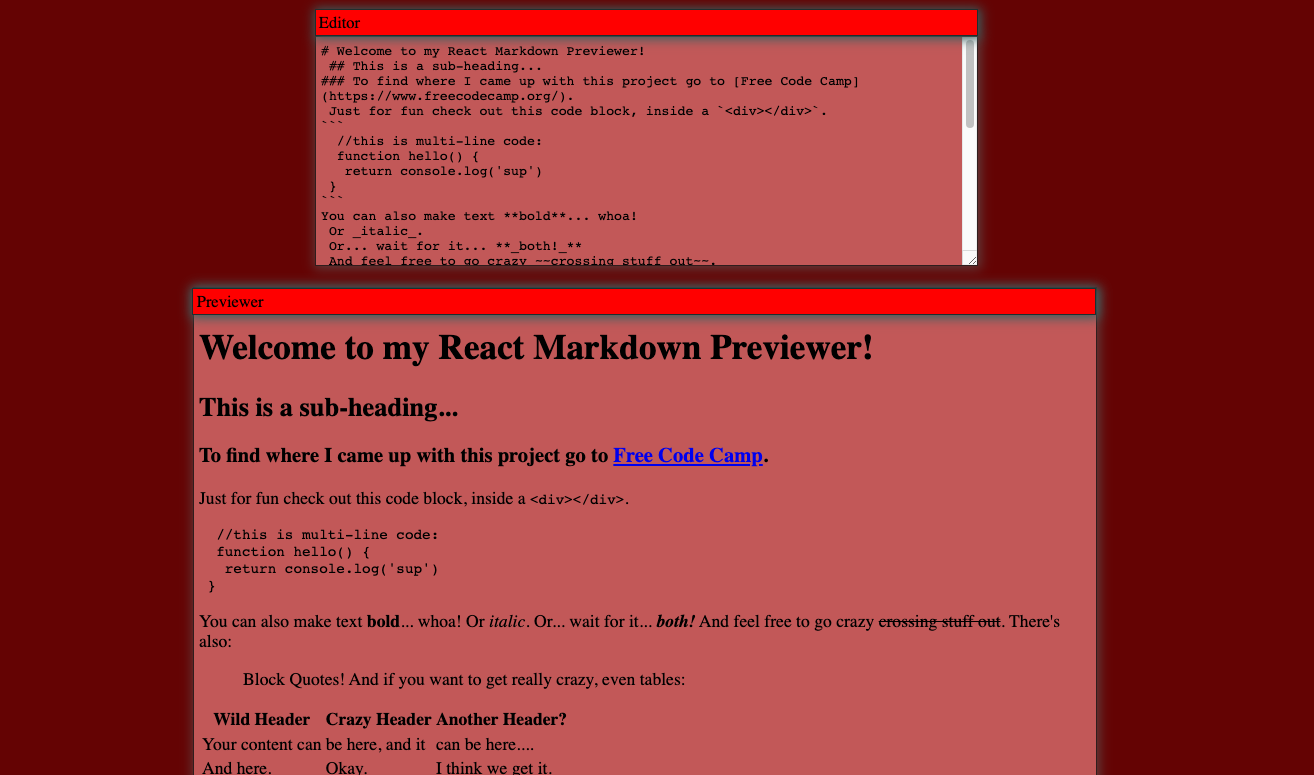 Editor
# Welcome to my React Markdown Previewer!
## This is a sub-heading...
### To find where I came up with this project go to [Free Code Camp]
(https://www.freecodecamp.org/).
Just for fun check out this code block, inside a `<div></div>`.
```
//this is multi-line code:
function hello() {
return console.log('sup')
}
```
You can also make text **bold**... whoa!
Or _italic_.
Or... wait for it... **_both!_**
And feel free to go crazy ~~crossing stuff out~~.
Previewer
Welcome to my React Markdown Previewer!
This is a sub-heading...
To find where I came up with this project go to Free Code Camp.
Just for fun check out this code block, inside a <div></div>.
//this is multi-line code:
function hello() {
return console.log('sup')
}
You can also make text bold... whoa! Or italic. Or... wait for it... both! And feel free to go crazy crossing stuff out. There's
also:
Block Quotes! And if you want to get really crazy, even tables:
Wild Header Crazy Header Another Header?
Your content can be here, and it can be here....
And here. Okay. I think we get it.